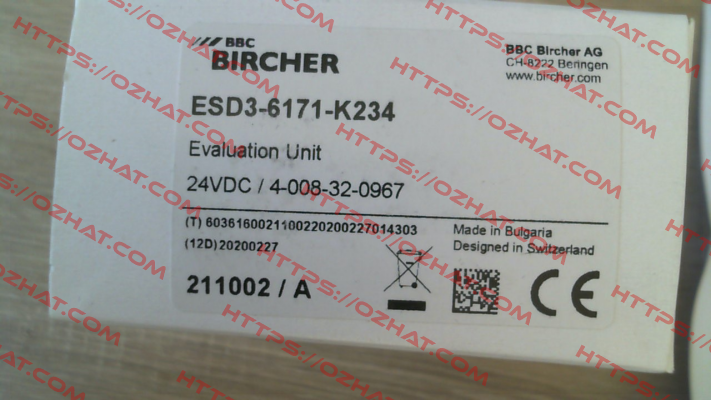 BBC
BIRCHER
BBC Bircher AG
CH-8222 Beringen
www.bircher.com
ESD3-6171-K234
Evaluation Unit
24VDC / 4-008-32-0967
(T) 6036160021100220200227014303
(12D) 20200227
Made in Bulgaria
Designed in Switzerland
211002 / A
CE
HTTPS://OZHAT.COM